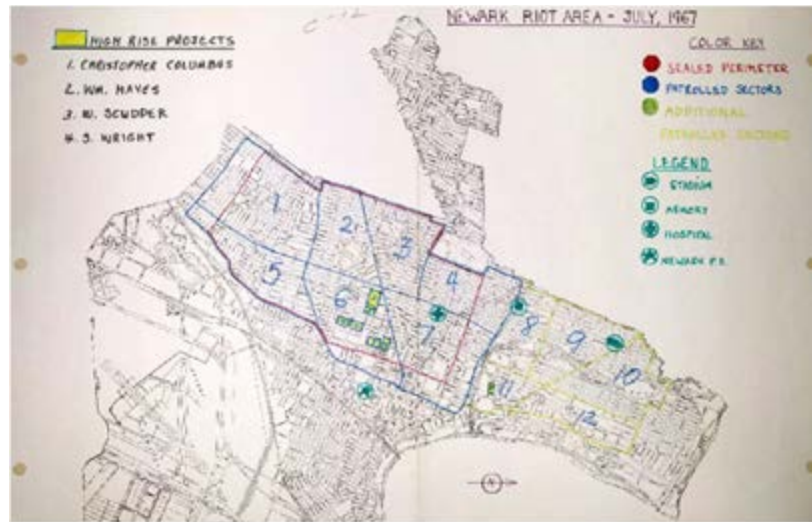 NEWARK RIOT AREA - JULY, 1967
HIGH RISE PROJECTS
1. CHRISTOPHER COLUMBUS
2. WM. HAYES
3. W. SCUDDER
4. S. WRIGHT
COLOR KEY
SEALED PERIMETER
PATROLLED SECTORS
ADDITIONAL
PATROLLED SECTORS
LEGEND
STADIUM
ARMORY
HOSPITAL
NEWARK P.D.
1
2
3
4
5
6
7
8
9
10
11
12
N